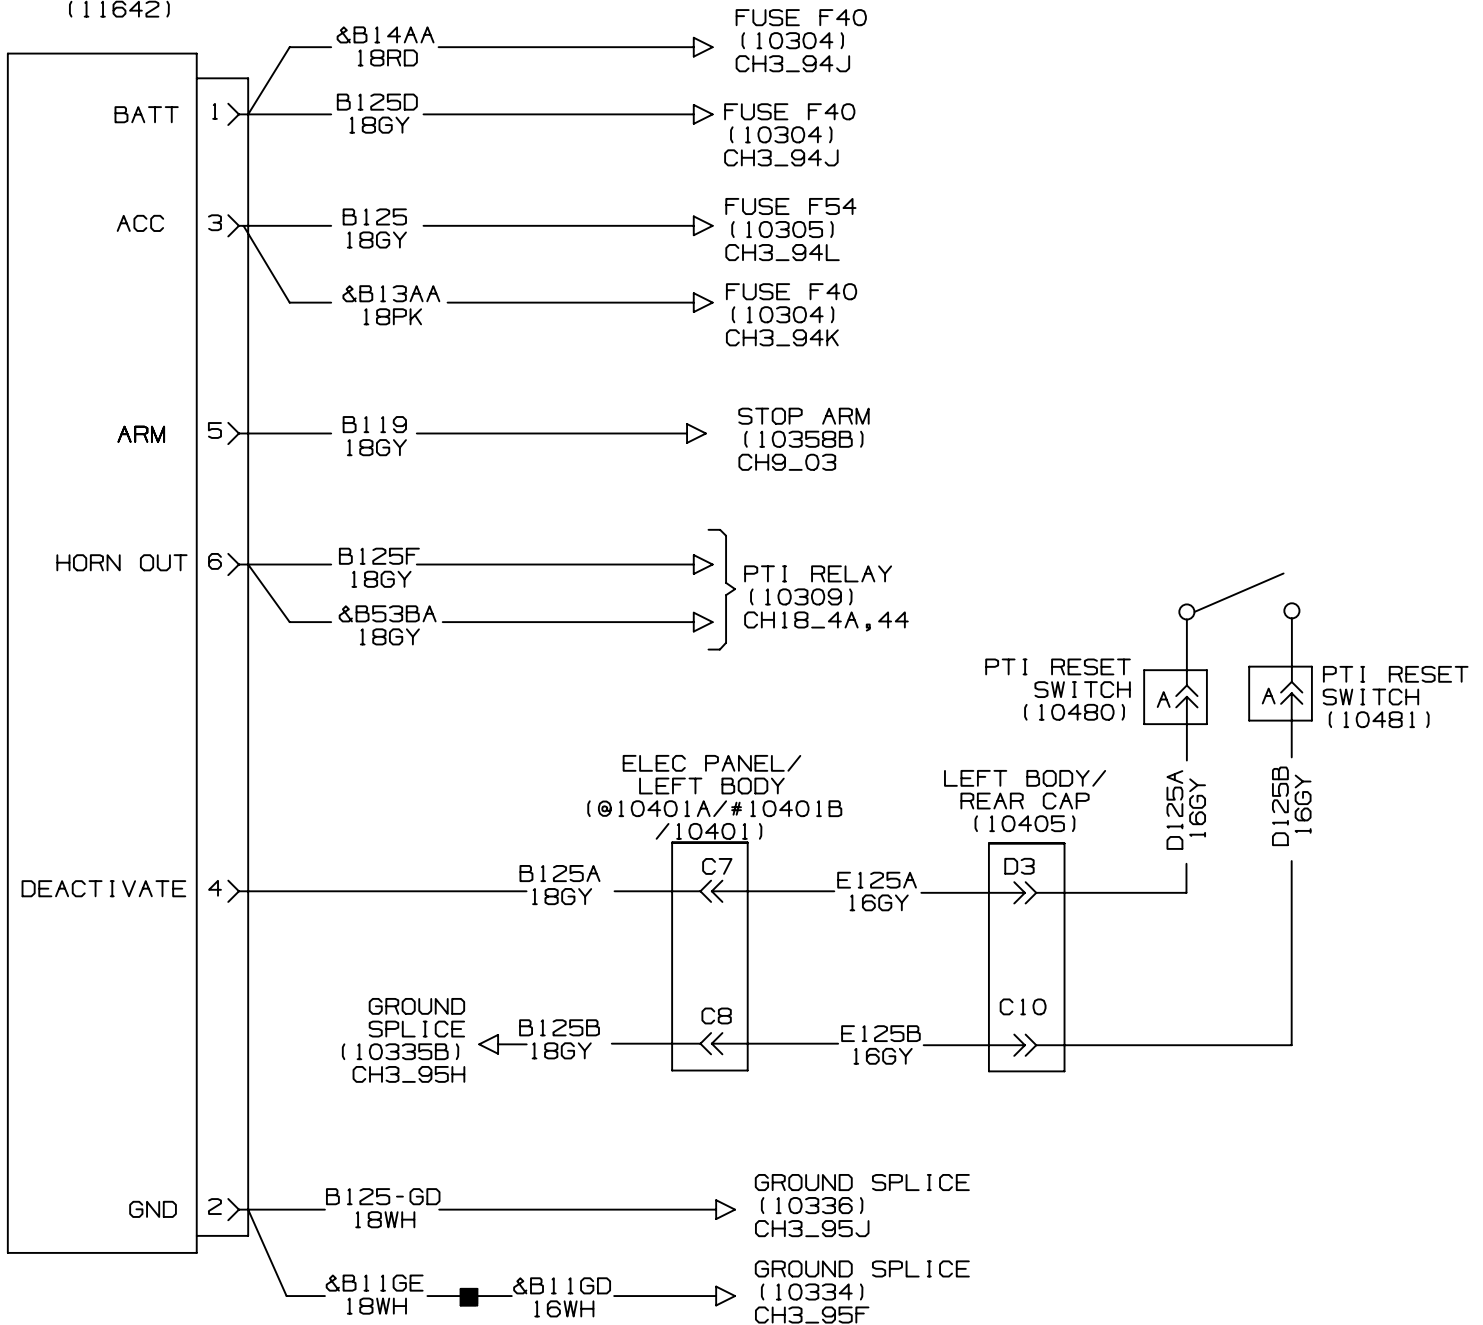 (11642)
BATT
1
&B14AA
18RD
FUSE F40
(10304)
CH3_94J
B125D
18GY
FUSE F40
(10304)
CH3_94J
ACC
3
B125
18GY
FUSE F54
(10305)
CH3_94L
&B13AA
18PK
FUSE F40
(10304)
CH3_94K
ARM
5
B119
18GY
STOP ARM
(10358B)
CH9_03
HORN OUT
6
B125F
18GY
&B53BA
18GY
PTI RELAY
(10309)
CH18_4A,44
PTI RESET
SWITCH
(10480)
A
A
PTI RESET
SWITCH
(10481)
D125A
16GY
D125B
16GY
ELEC PANEL/
LEFT BODY
(@10401A/#10401B
/10401)
LEFT BODY/
REAR CAP
(10405)
DEACTIVATE
4
B125A
18GY
C7
E125A
16GY
D3
GROUND
SPLICE
(10335B)
CH3_95H
B125B
18GY
C8
E125B
16GY
C10
GND
2
B125-GD
18WH
GROUND SPLICE
(10336)
CH3_95J
&B11GE
18WH
&B11GD
16WH
GROUND SPLICE
(10334)
CH3_95F